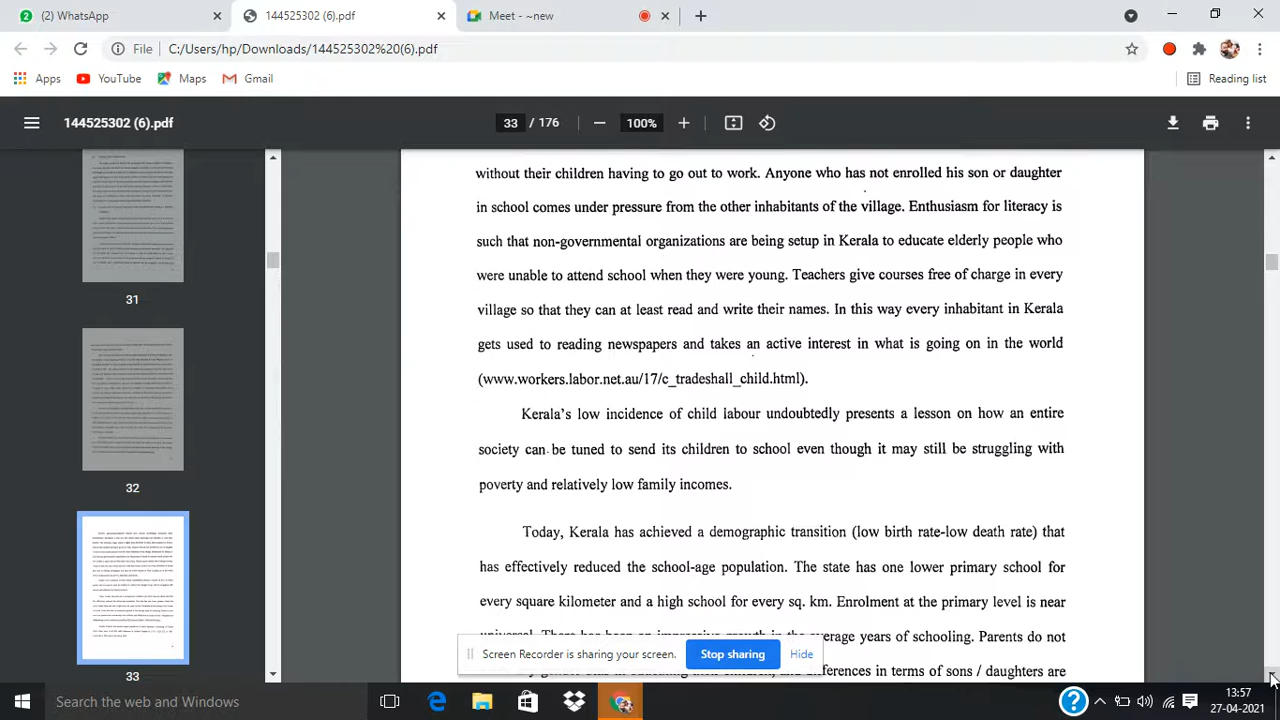 (2) WhatsApp
144525302 (6).pdf
Meet - ~new
File C:/Users/hp/Downloads/144525302%20(6).pdf
Apps YouTube Maps Gmail Reading list
144525302 (6).pdf 33 / 176 100%
31
32
33
without their children having to go out to work. Anyone who has not enrolled his son or daughter
in school comes under pressure from the other inhabitants of the village. Enthusiasm for literacy is
such that non-governmental organizations are being setup in Kerala to educate elderly people who
were unable to attend school when they were young. Teachers give courses free of charge in every
village so that they can at least read and write their names. In this way every inhabitant in Kerala
gets used to reading newspapers and takes an active interest in what is going on in the world
(www.workers.labor.net.au/17/c_tradeshall_child.html).
Kerala's low incidence of child labour undoubtedly presents a lesson on how an entire
society can be tuned to send its children to school even though it may still be struggling with
poverty and relatively low family incomes.
Today, Kerala has achieved a demographic transition (low birth rate-low death rate) that
has effectively reduced the school-age population. The state has one lower primary school for
every square kilometer and a high school for every sq.km.enrolment at the primary level is near
universal there has been an impressive growth in the average years of schooling. Parents do not
differences in terms of sons / daughters are
Screen Recorder is sharing your screen. Stop sharing Hide
Search the web and Windows
13:57
27-04-2021